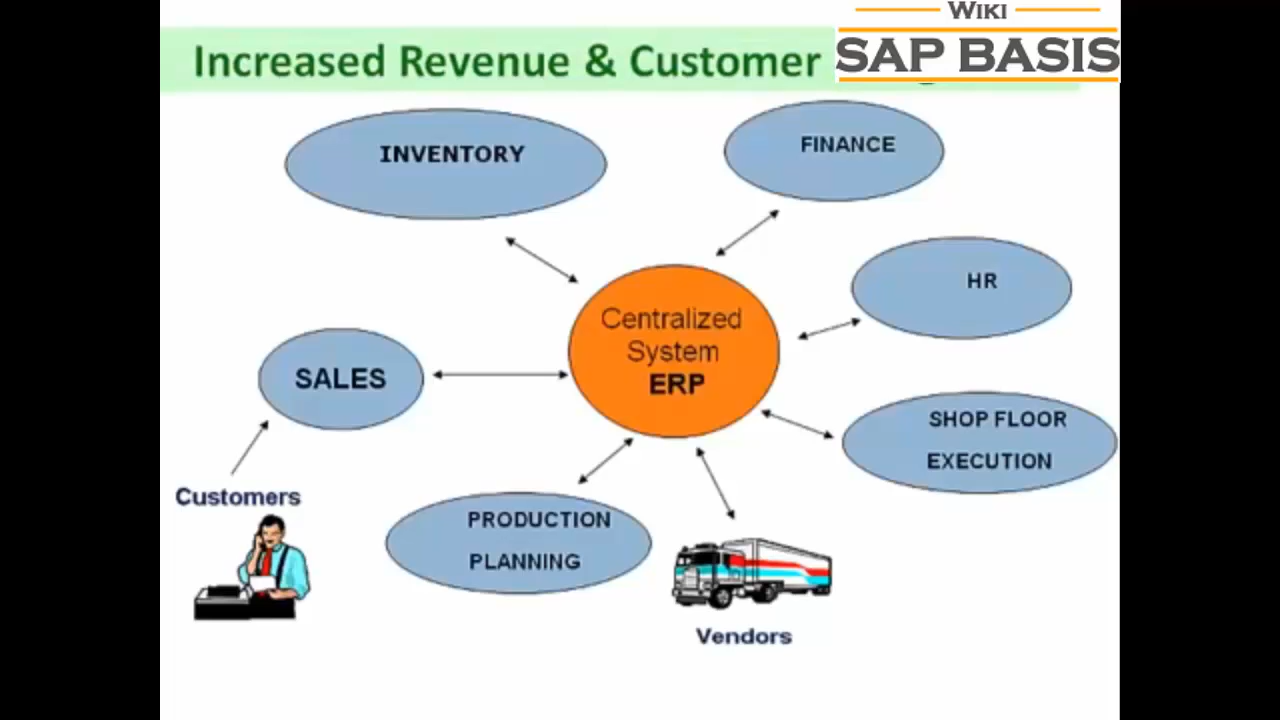 Wiki
SAP BASIS
Increased Revenue & Customer
INVENTORY
FINANCE
HR
Centralized
System
ERP
SALES
SHOP FLOOR
EXECUTION
Customers
PRODUCTION
PLANNING
Vendors